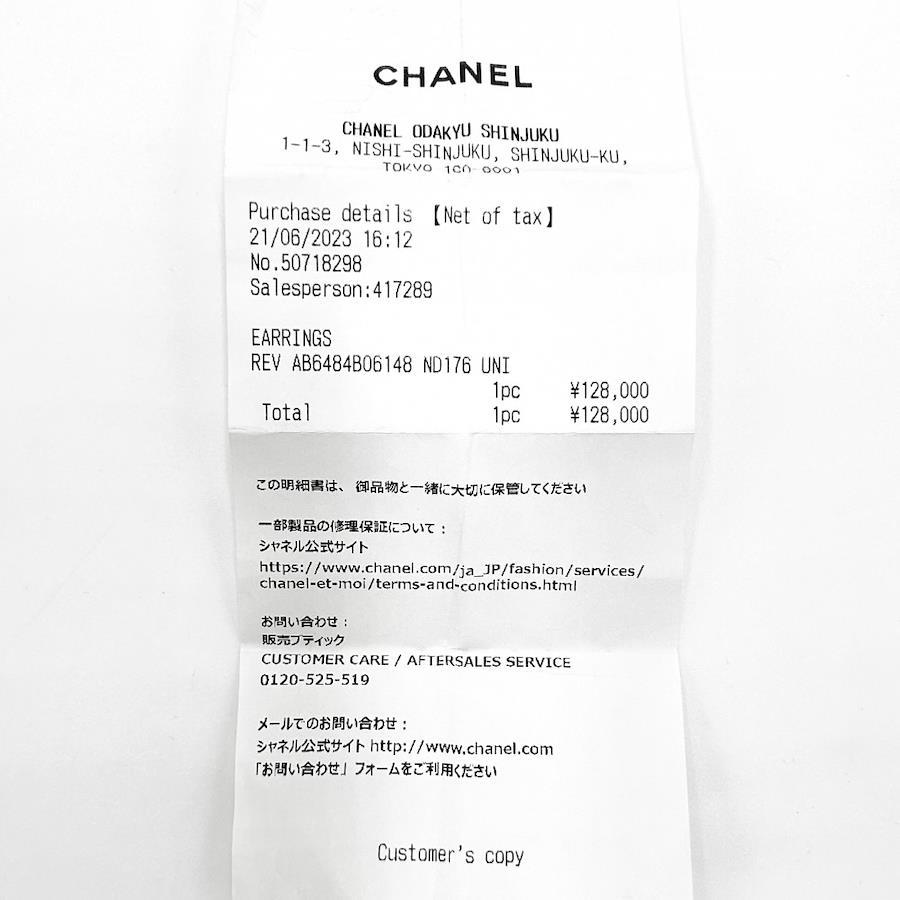 CHANEL
CHANEL ODAKYU SHINJUKU
1-1-3, NISHI-SHINJUKU, SHINJUKU-KU,
TOKYO
Purchase details 【Net of tax】
21/06/2023 16:12
No.50718298
Salesperson:417289
EARRINGS
REV AB6484B06148 ND176 UNI
1pc ¥128,000
Total 1pc ¥128,000
この明細書は、御品物と一緒に大切に保管してください
一部製品の修理保証について：
シャネル公式サイト
https://www.chanel.com/ja_JP/fashion/services/
chanel-et-moi/terms-and-conditions.html
お問い合わせ：
販売ブティック
CUSTOMER CARE / AFTERSALES SERVICE
0120-525-519
メールでのお問い合わせ：
シャネル公式サイト http://www.chanel.com
「お問い合わせ」フォームをご利用ください
Customer's copy